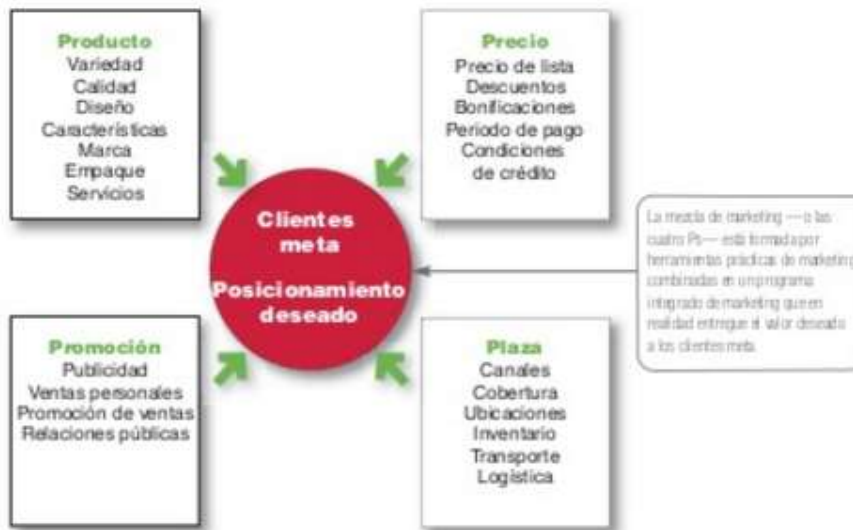 Producto
Variedad
Calidad
Diseño
Características
Marca
Empaque
Servicios
Precio
Precio de lista
Descuentos
Bonificaciones
Periodo de pago
Condiciones
de crédito
Clientes
meta
Posicionamiento
deseado
La mezcla de marketing —o las
cuatro Ps— está formada por
herramientas prácticas de marketing
combinadas en un programa
integrado de marketing que en
realidad entregue el valor deseado
a los clientes meta.
Promoción
Publicidad
Ventas personales
Promoción de ventas
Relaciones públicas
Plaza
Canales
Cobertura
Ubicaciones
Inventario
Transporte
Logística